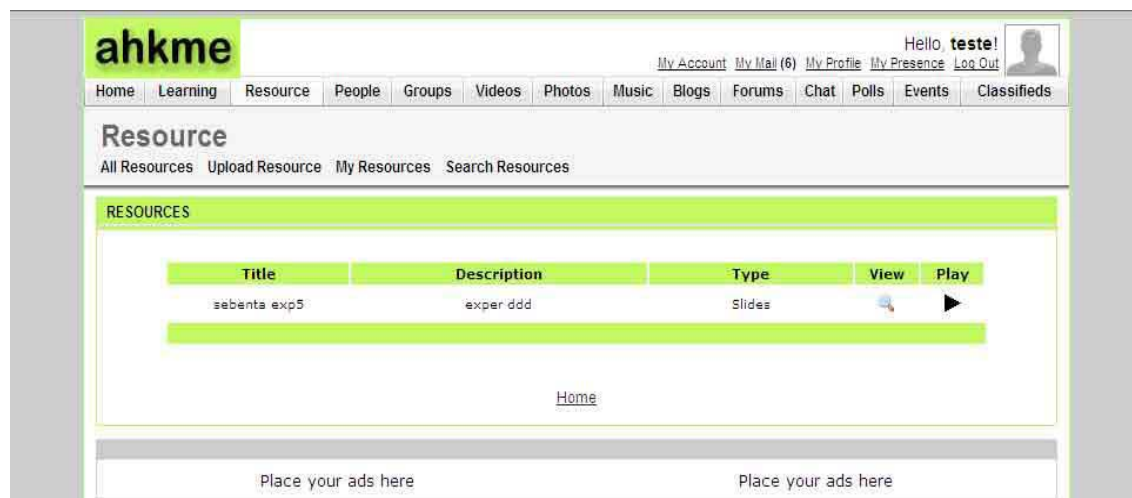 ahkme
Hello, teste!
My Account My Mail (6) My Profile My Presence Log Out
Home Learning Resource People Groups Videos Photos Music Blogs Forums Chat Polls Events Classifieds
Resource
All Resources Upload Resource My Resources Search Resources
RESOURCES
Title Description Type View Play
sebenta exp5 exper ddd Slides
Home
Place your ads here Place your ads here